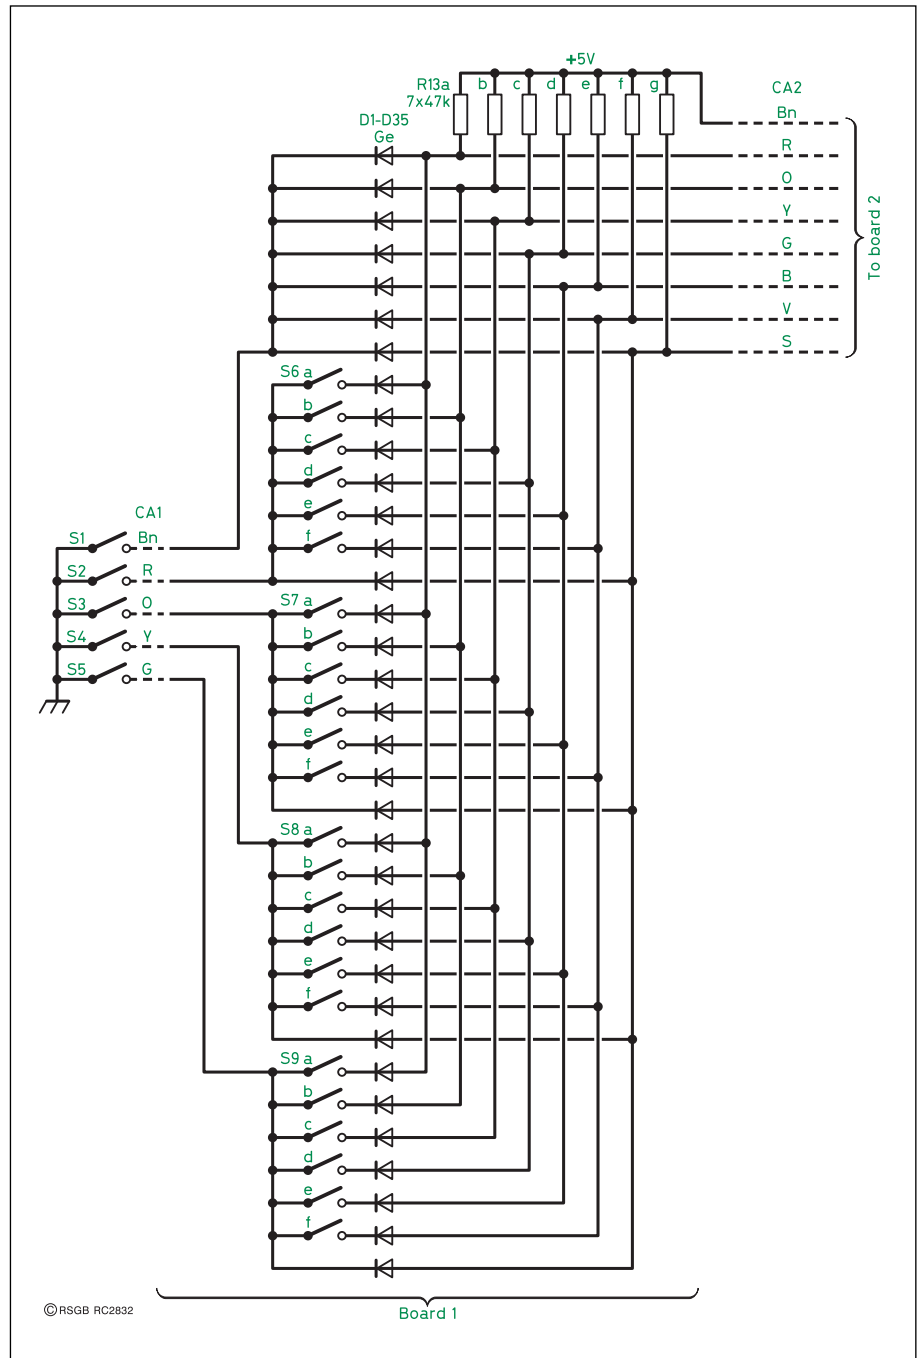 +5V
R13a b c d e f g
7x47k
CA2
Bn
D1-D35
Ge
R
O
Y
G
B
V
S
To board 2
S6 a
b
c
d
e
f
CA1
S1 Bn
S2 R
S3 O
S4 Y
S5 G
S7 a
b
c
d
e
f
S8 a
b
c
d
e
f
S9 a
b
c
d
e
f
Board 1
© RSGB RC2832